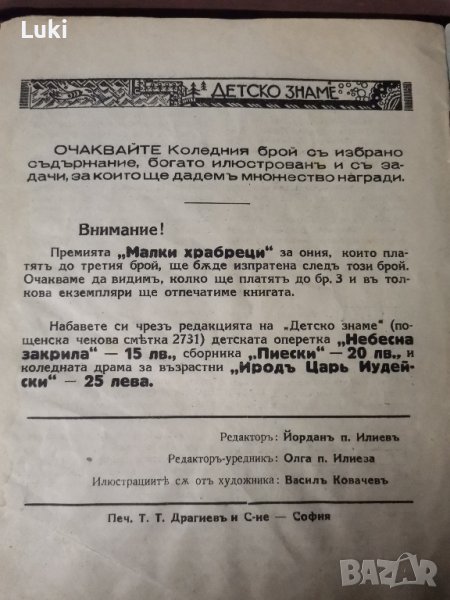 Luki
ДЕТСКО ЗНАМЕ
ОЧАКВАЙТЕ Коледния брой съ избрано
съдържание, богато илюстрованъ и съ за-
дачи, за които ще дадемъ множество награди.
Внимание!
Премията „Малки храбреци“ за ония, които пла-
тятъ до третия брой, ще бѫде изпратена следъ този брой.
Очакваме да видимъ, колко ще платятъ до бр. 3 и въ тол-
кова екземпляри ще отпечатиме книгата.
Набавете си чрезъ редакцията на „Детско знаме“ (по-
щенска чекова смѣтка 2731) детската оперетка „Небесна
закрила“ — 15 лв., сборника „Пиески“ — 20 лв., и
коледната драма за възрастни „Иродъ Царь Иудей-
ски“ — 25 лева.
Редакторъ: Йорданъ п. Илиевъ
Редакторъ-уредникъ: Олга п. Илиева
Илюстрациитѣ сѫ отъ художника: Василъ Ковачевъ
Печ. Т. Т. Драгиевъ и С-ие — София
BAZAR